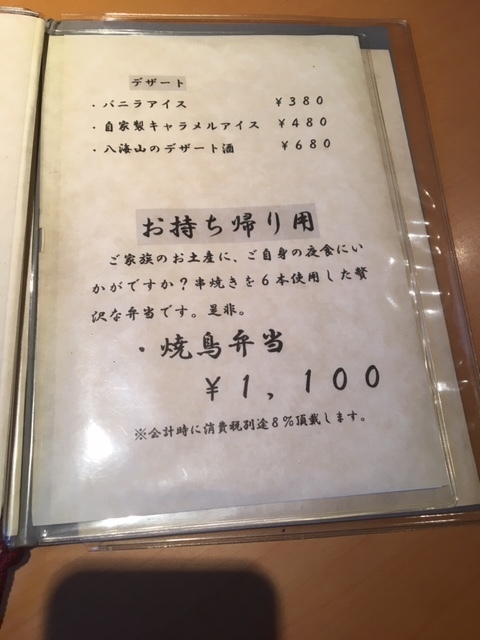 デザート
・バニラアイス ¥380
・自家製キャラメルアイス ¥480
・八海山のデザート酒 ¥680
お持ち帰り用
ご家族のお土産に、ご自身の夜食にい
かがですか？串焼きを６本使用した贅
沢な弁当です。是非。
・焼鳥弁当
¥1,100
※会計時に消費税別途８％頂戴します。